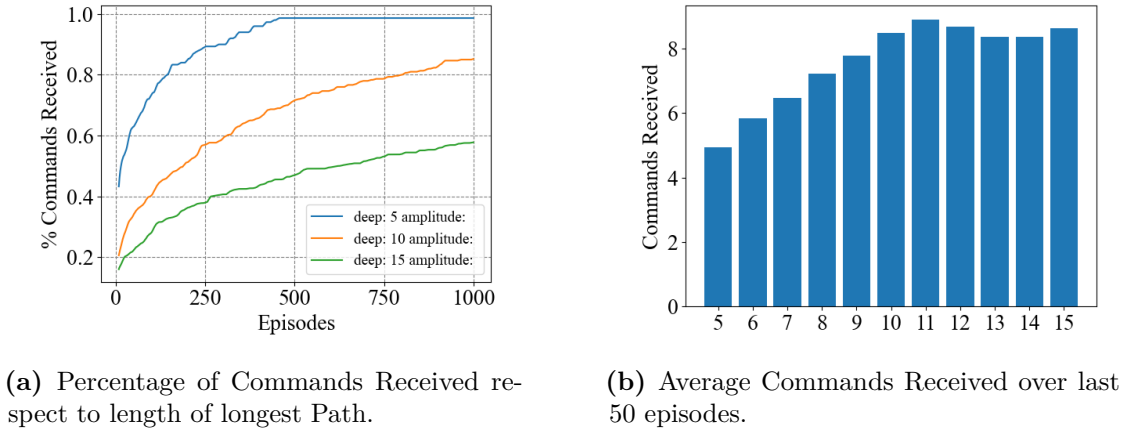 1.0
0.8
0.6
0.4
0.2
% Commands Received
deep: 5 amplitude:
deep: 10 amplitude:
deep: 15 amplitude:
0 250 500 750 1000
Episodes
(a) Percentage of Commands Received re-
spect to length of longest Path.
8
6
4
2
0
Commands Received
5 6 7 8 9 10 11 12 13 14 15
(b) Average Commands Received over last
50 episodes.